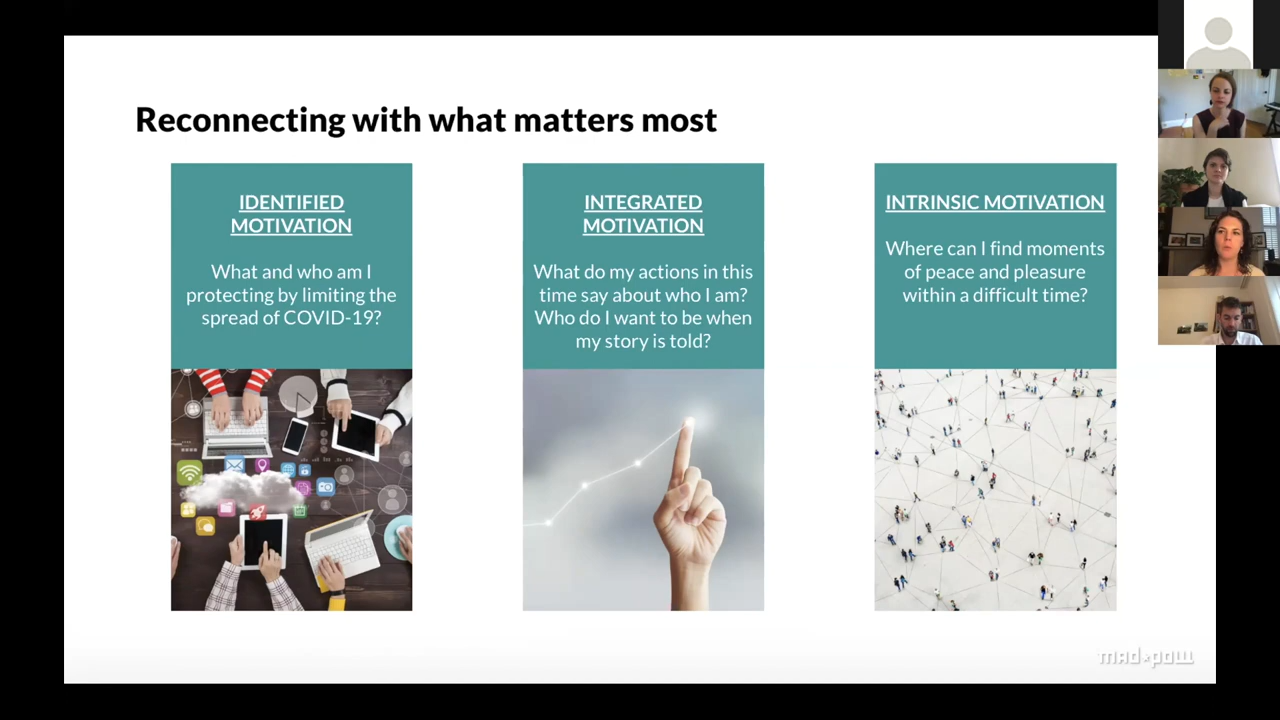 Reconnecting with what matters most
IDENTIFIED
MOTIVATION
What and who am I
protecting by limiting the
spread of COVID-19?
INTEGRATED
MOTIVATION
What do my actions in this
time say about who I am?
Who do I want to be when
my story is told?
INTRINSIC MOTIVATION
Where can I find moments
of peace and pleasure
within a difficult time?
mad*pow